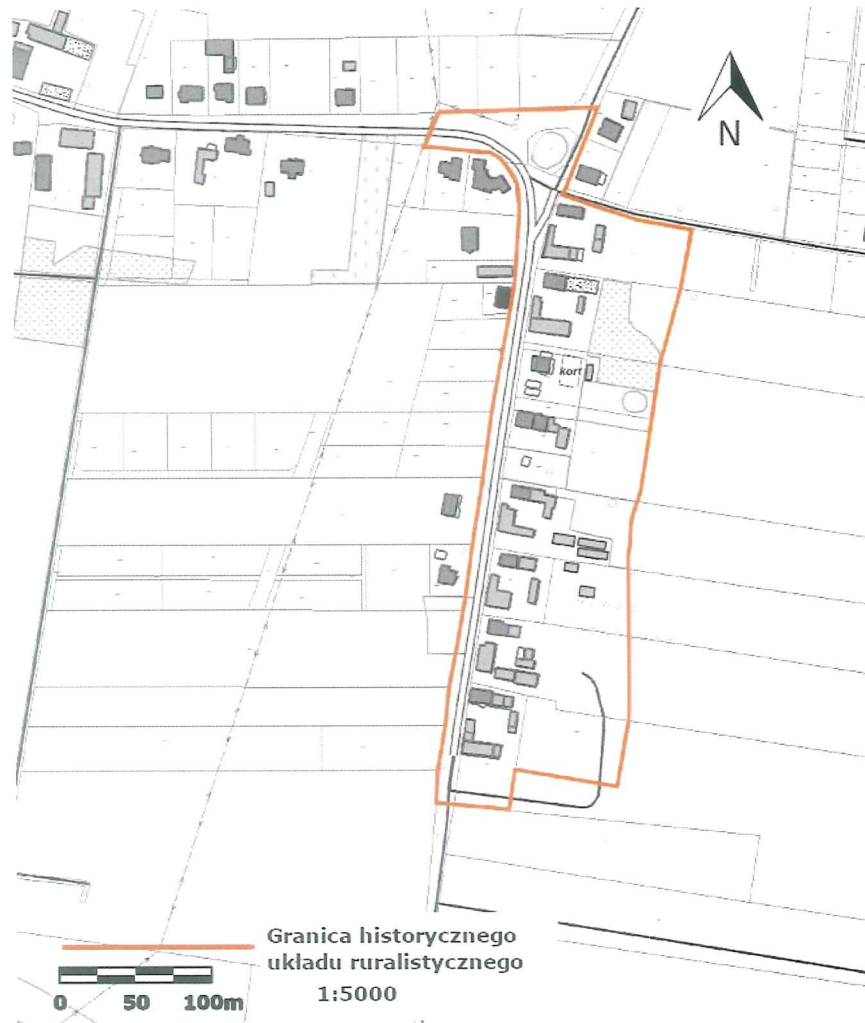 N
kort
Granica historycznego
układu ruralistycznego
0 50 100m
1:5000